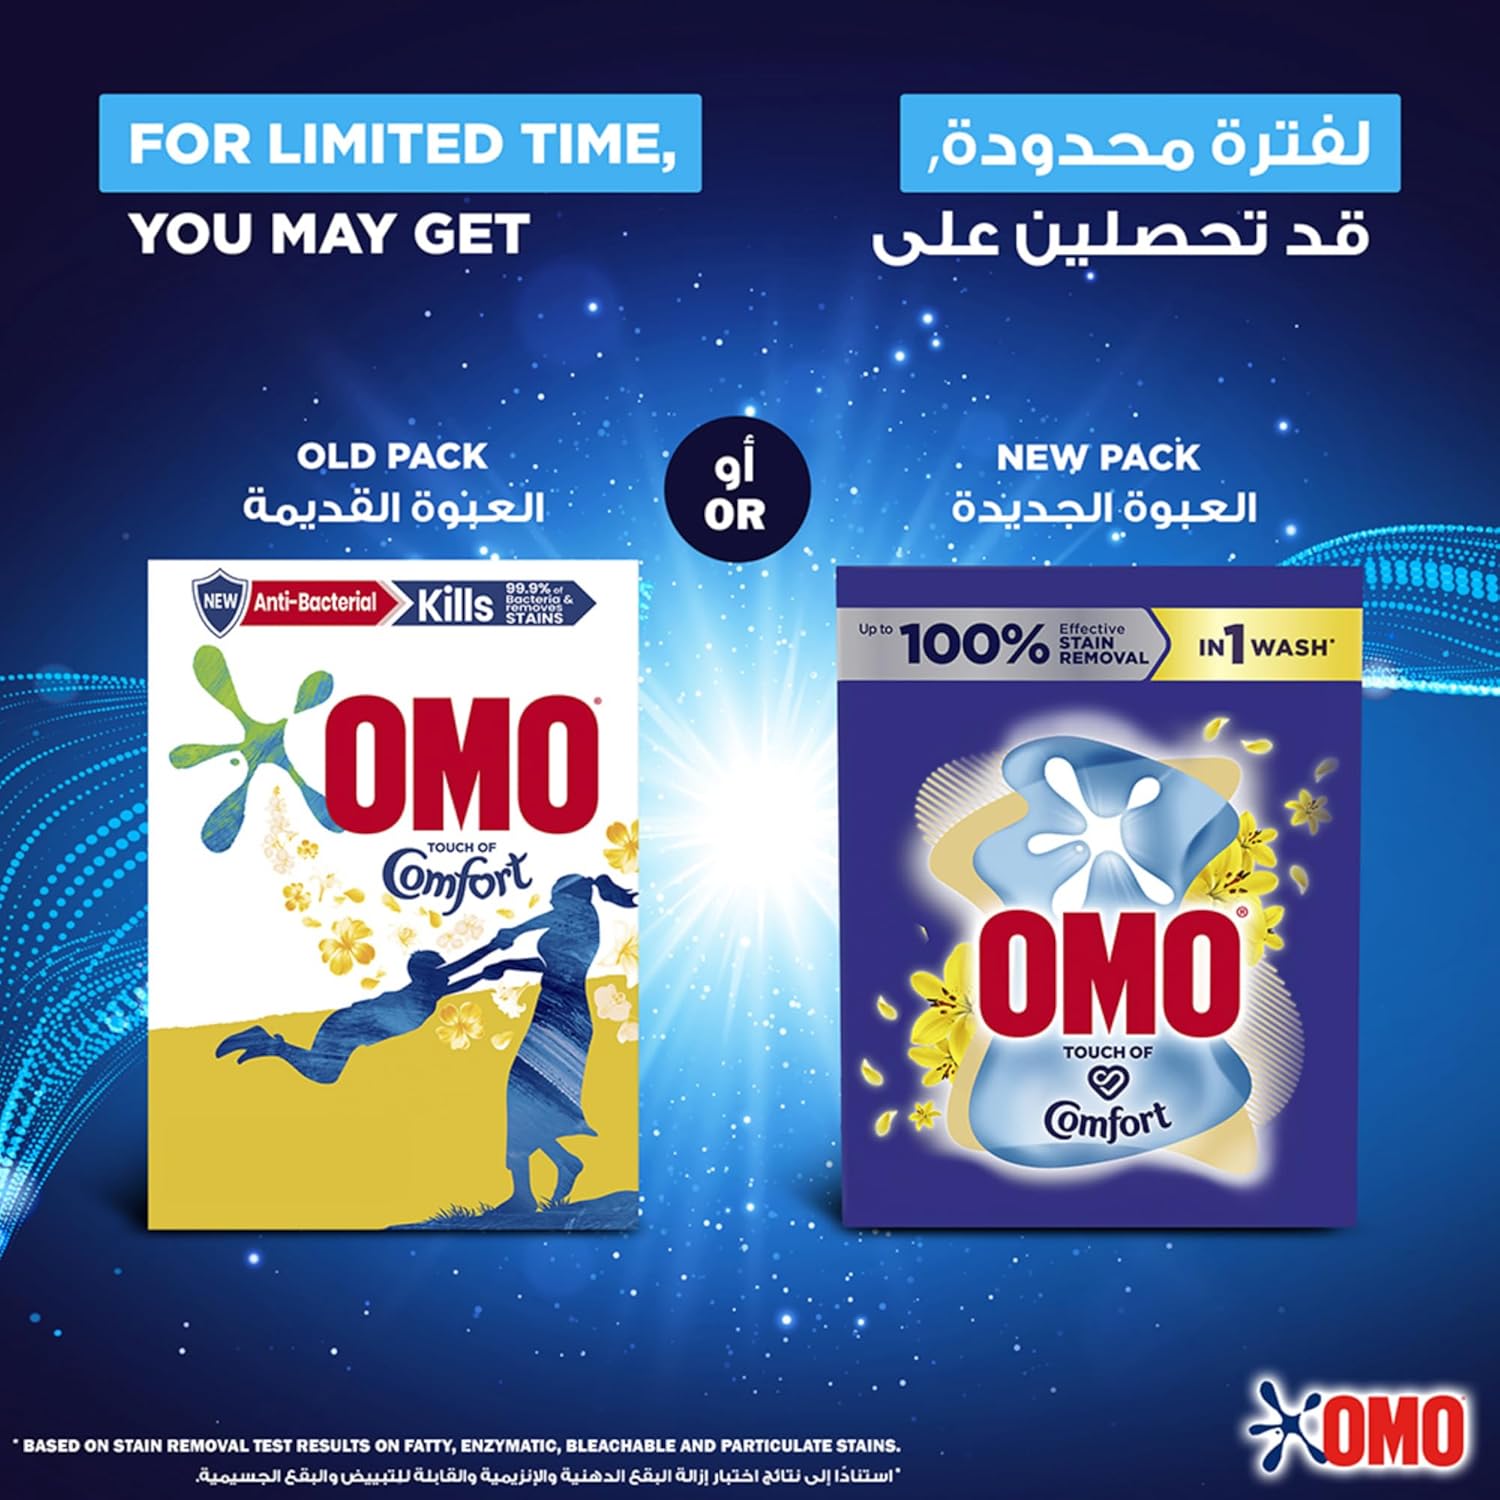 FOR LIMITED TIME,
YOU MAY GET
لفترة محدودة,
قد تحصلين على
OLD PACK
العبوة القديمة
أو
OR
NEW PACK
العبوة الجديدة
NEW Anti-Bacterial Kills 99.9% of
Bacteria &
removes
STAINS
OMO
TOUCH OF
Comfort
Up to 100% Effective
STAIN
REMOVAL
IN 1 WASH*
OMO®
TOUCH OF
Comfort
* BASED ON STAIN REMOVAL TEST RESULTS ON FATTY, ENZYMATIC, BLEACHABLE AND PARTICULATE STAINS.
*استنادًا إلى نتائج اختبار إزالة البقع الدهنية والإنزيمية والقابلة للتبييض والبقع الجسيمية.
OMO